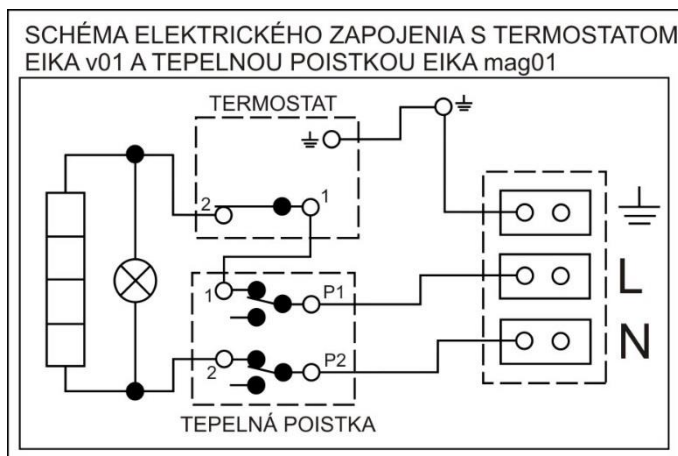 SCHÉMA ELEKTRICKÉHO ZAPOJENIA S TERMOSTATOM
EIKA v01 A TEPELNOU POISTKOU EIKA mag01
TERMOSTAT
2 1
L
1 P1
N
2 P2
TEPELNÁ POISTKA